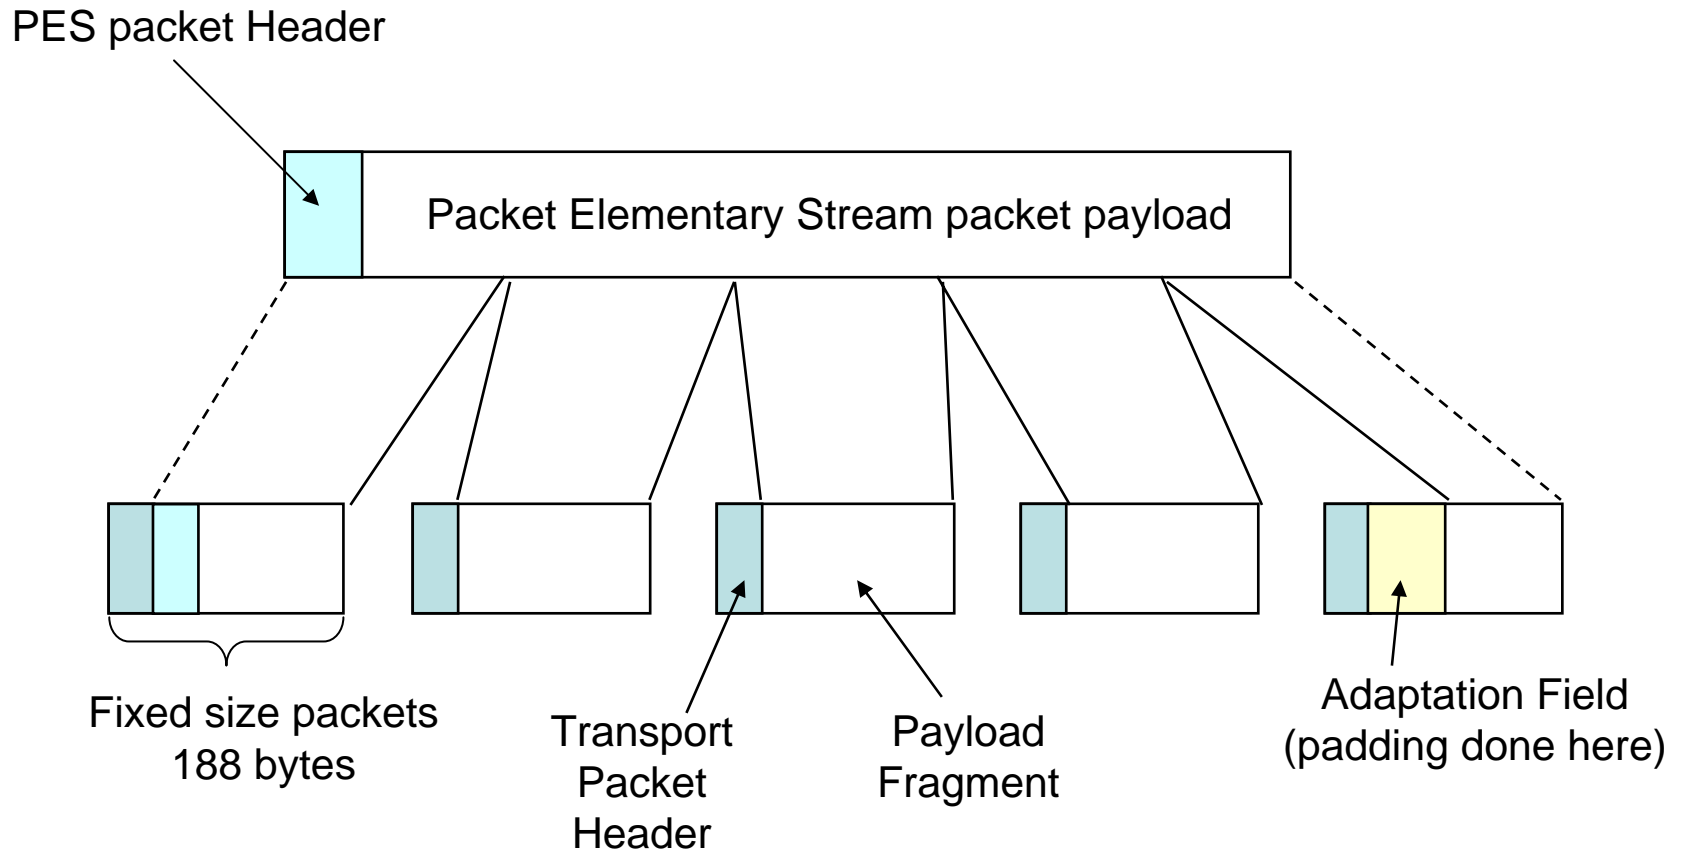 PES packet Header
Packet Elementary Stream packet payload
Fixed size packets
188 bytes
Transport
Packet
Header
Payload
Fragment
Adaptation Field
(padding done here)